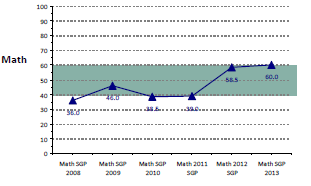 100
90
80
70
60
50
40
30
20
10
0
Math
36.0
46.0
38.5
39.0
58.5
60.0
Math SGP 2008
Math SGP 2009
Math SGP 2010
Math 2011 SGP
Math 2012 SGP
Math SGP 2013